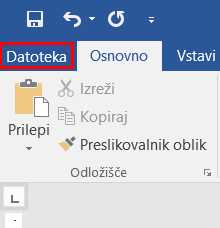 Datoteka Osnovno Vstavi
Izreži
Kopiraj
Prilepi
Preslikovalnik oblik
Odložišče
L